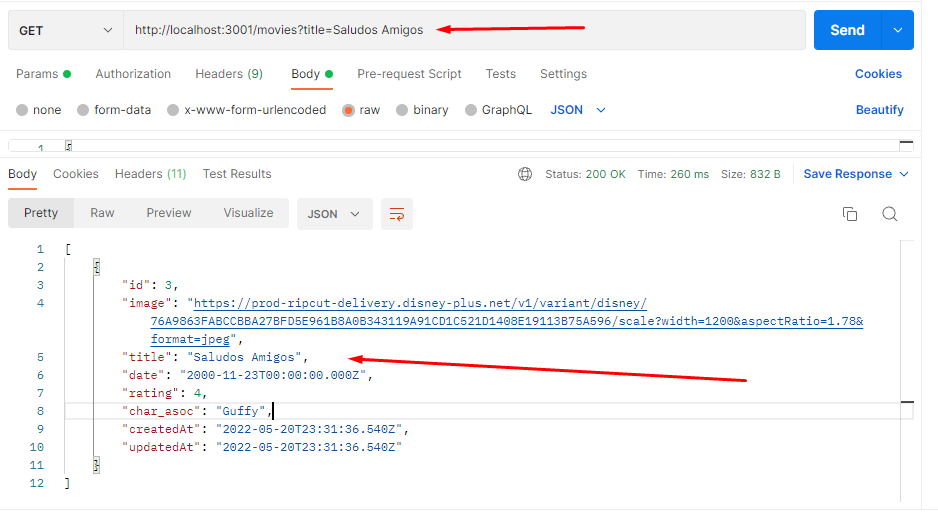 GET http://localhost:3001/movies?title=Saludos Amigos Send
Params Authorization Headers (9) Body Pre-request Script Tests Settings Cookies
none form-data x-www-form-urlencoded raw binary GraphQL JSON Beautify
1 {
Body Cookies Headers (11) Test Results Status: 200 OK Time: 260 ms Size: 832 B Save Response
Pretty Raw Preview Visualize JSON
1 [
2 {
3 "id": 3,
4 "image": "https://prod-ripcut-delivery.disney-plus.net/v1/variant/disney/
76A9863FABCCBBA27BFD5E961B8A0B343119A91CD1C521D1408E19113B75A596/scale?width=1200&aspectRatio=1.78&
format=jpeg",
5 "title": "Saludos Amigos",
6 "date": "2000-11-23T00:00:00.000Z",
7 "rating": 4,
8 "char_asoc": "Guffy",
9 "createdAt": "2022-05-20T23:31:36.540Z",
10 "updatedAt": "2022-05-20T23:31:36.540Z"
11 }
12 ]